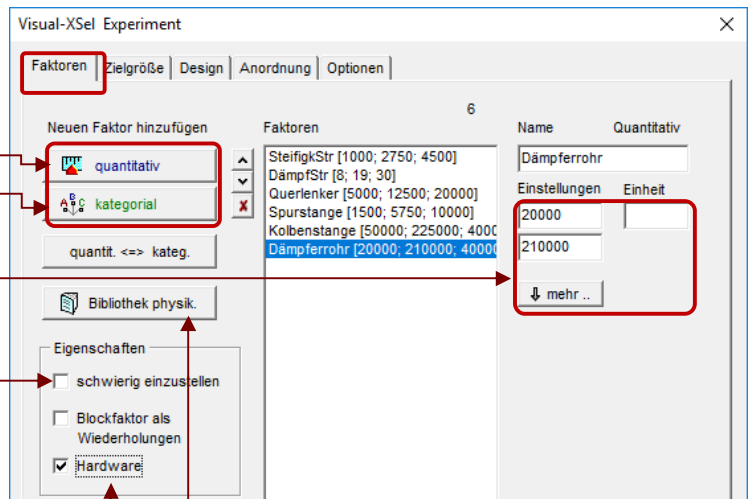 Visual-XSel Experiment
Faktoren Zielgröße Design Anordnung Optionen
6
Neuen Faktor hinzufügen
quantitativ
A B C kategorial
X
quantit. <=> kateg.
Bibliothek physik.
Eigenschaften
schwierig einzustellen
Blockfaktor als
Wiederholungen
Hardware
Faktoren
SteifigkStr [1000; 2750; 4500]
DämpfStr [8; 19; 30]
Querlenker [5000; 12500; 20000]
Spurstange [1500; 5750; 10000]
Kolbenstange [50000; 225000; 4000
Dämpferrohr [20000; 210000; 40000
Name Quantitativ
Dämpferrohr
Einstellungen Einheit
20000
210000
mehr ..